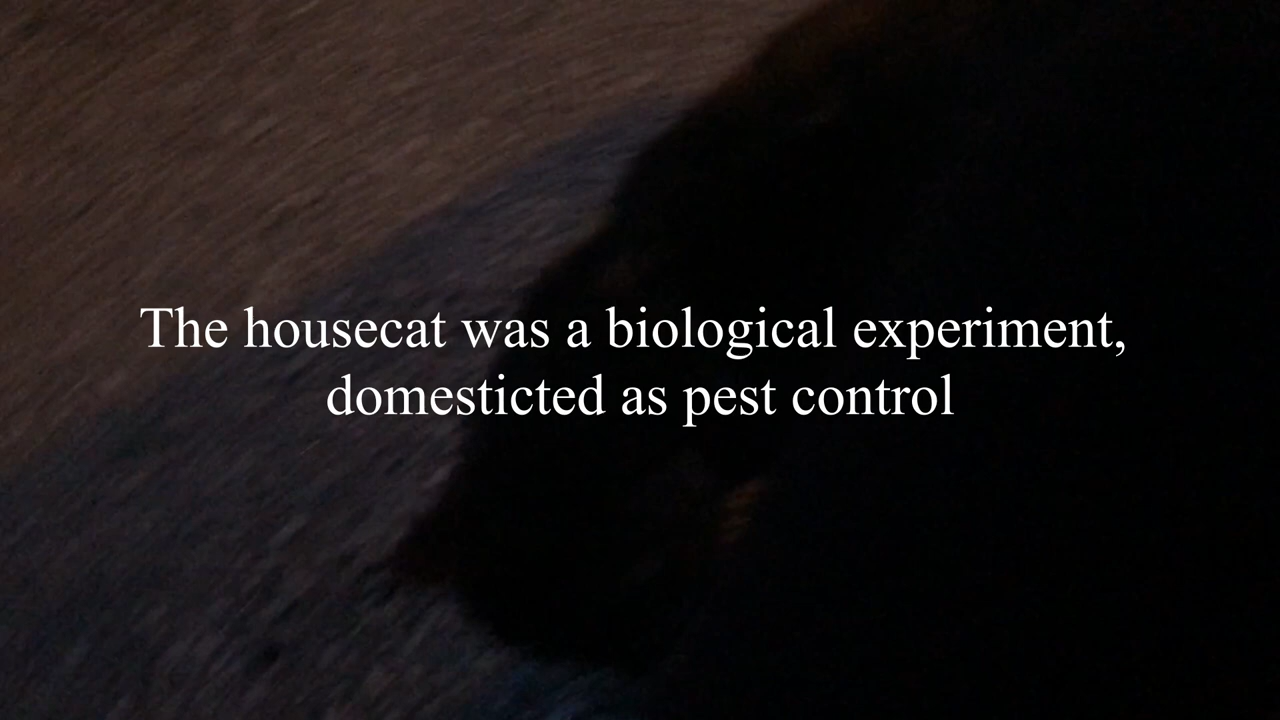 The housecat was a biological experiment,
domesticted as pest control